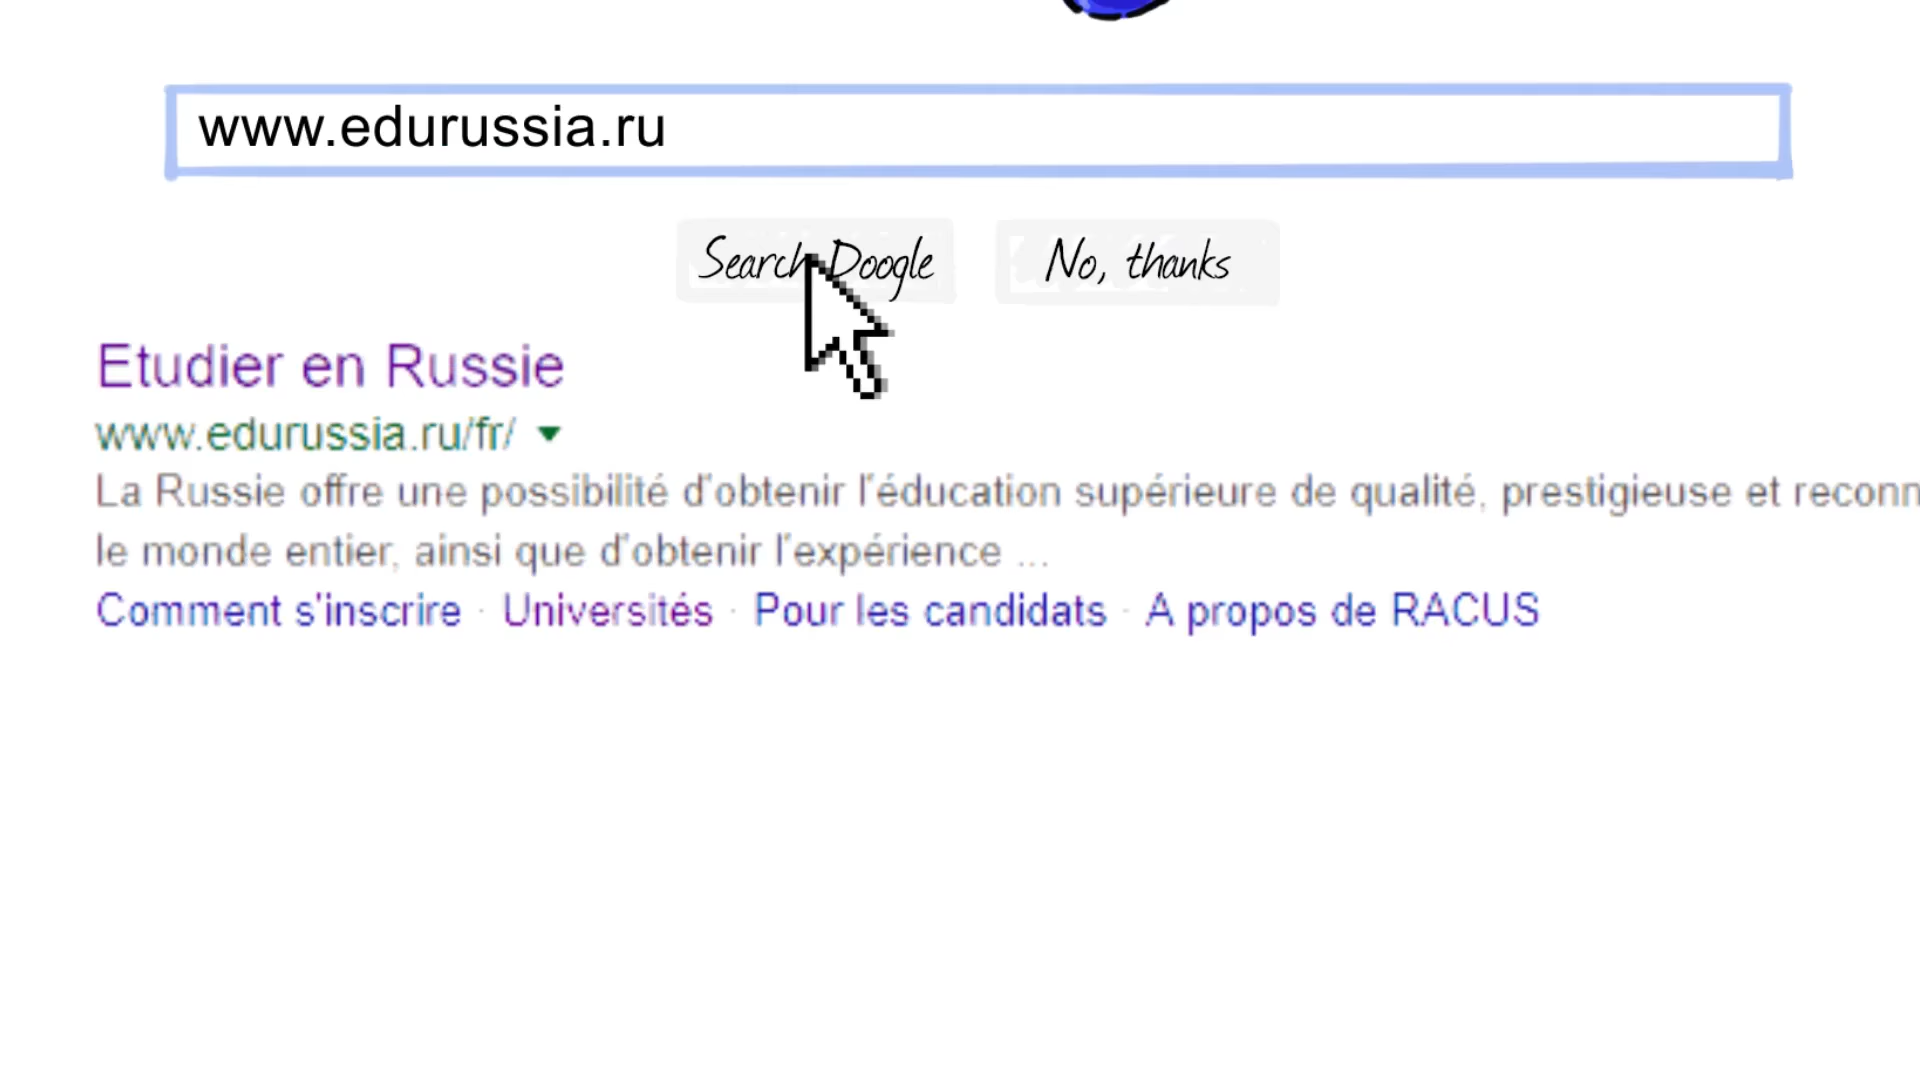 www.edurussia.ru
Search Doogle
No, thanks
Etudier en Russie
www.edurussia.ru/fr/
La Russie offre une possibilité d'obtenir l'éducation supérieure de qualité, prestigieuse et reconn
le monde entier, ainsi que d'obtenir l'expérience ...
Comment s'inscrire · Universités · Pour les candidats · A propos de RACUS